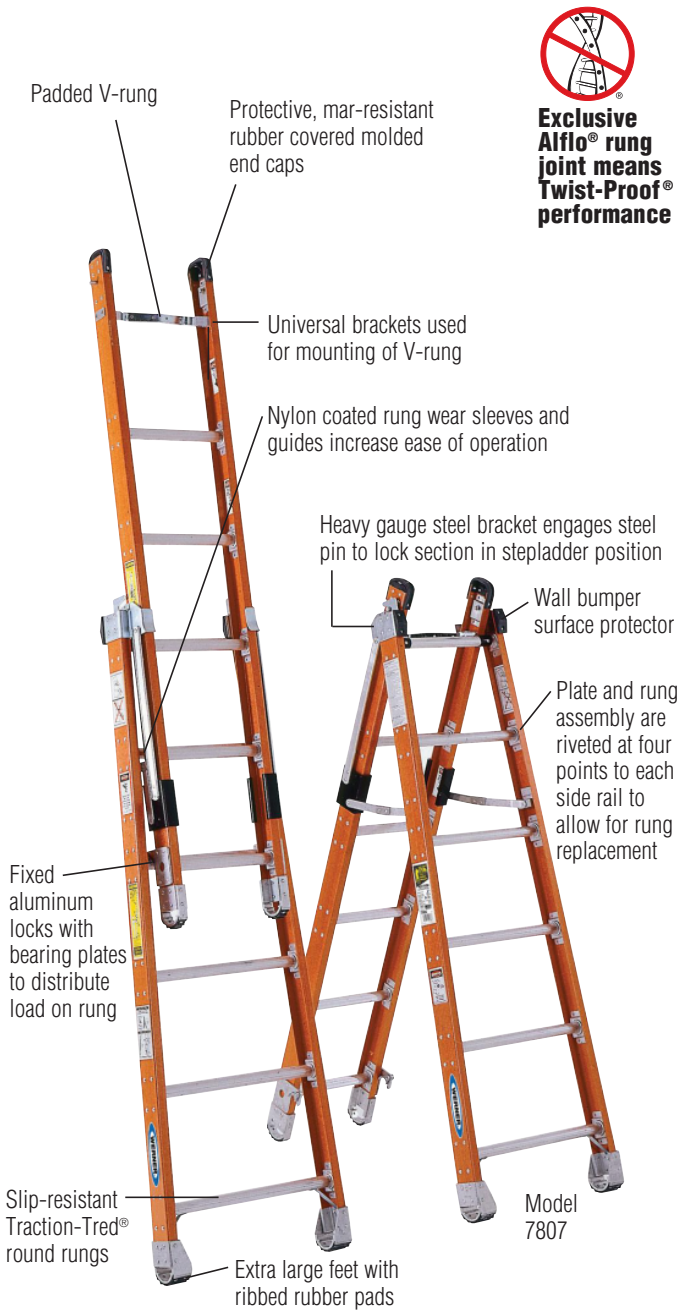 Padded V-rung
Protective, mar-resistant
rubber covered molded
end caps
®
Exclusive
Alflo® rung
joint means
Twist-Proof®
performance
Universal brackets used
for mounting of V-rung
Nylon coated rung wear sleeves and
guides increase ease of operation
Heavy gauge steel bracket engages steel
pin to lock section in stepladder position
Wall bumper
surface protector
Plate and rung
assembly are
riveted at four
points to each
side rail to
allow for rung
replacement
Fixed
aluminum
locks with
bearing plates
to distribute
load on rung
WERNER
WERNER
Slip-resistant
Traction-Tred®
round rungs
Model
7807
Extra large feet with
ribbed rubber pads